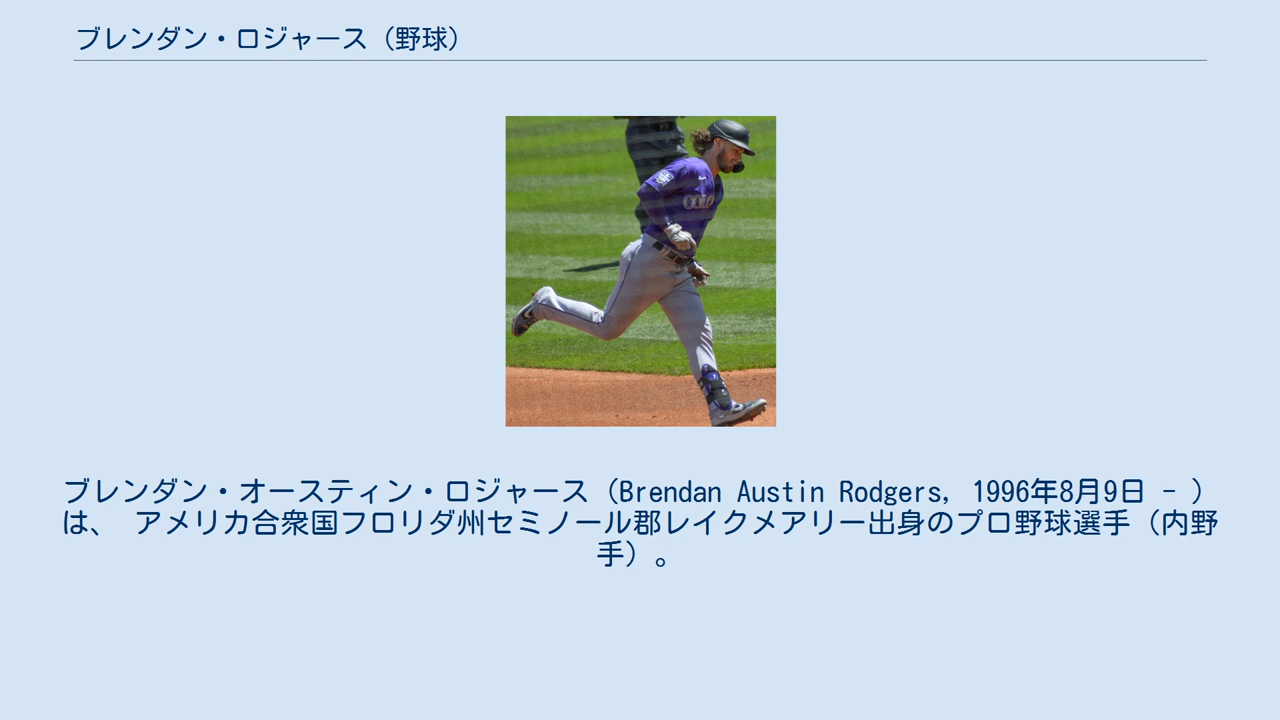 ブレンダン・ロジャース（野球）
COLO
ブレンダン・オースティン・ロジャース（Brendan Austin Rodgers, 1996年8月9日 - ）
は、 アメリカ合衆国フロリダ州セミノール郡レイクメアリー出身のプロ野球選手（内野
手）。